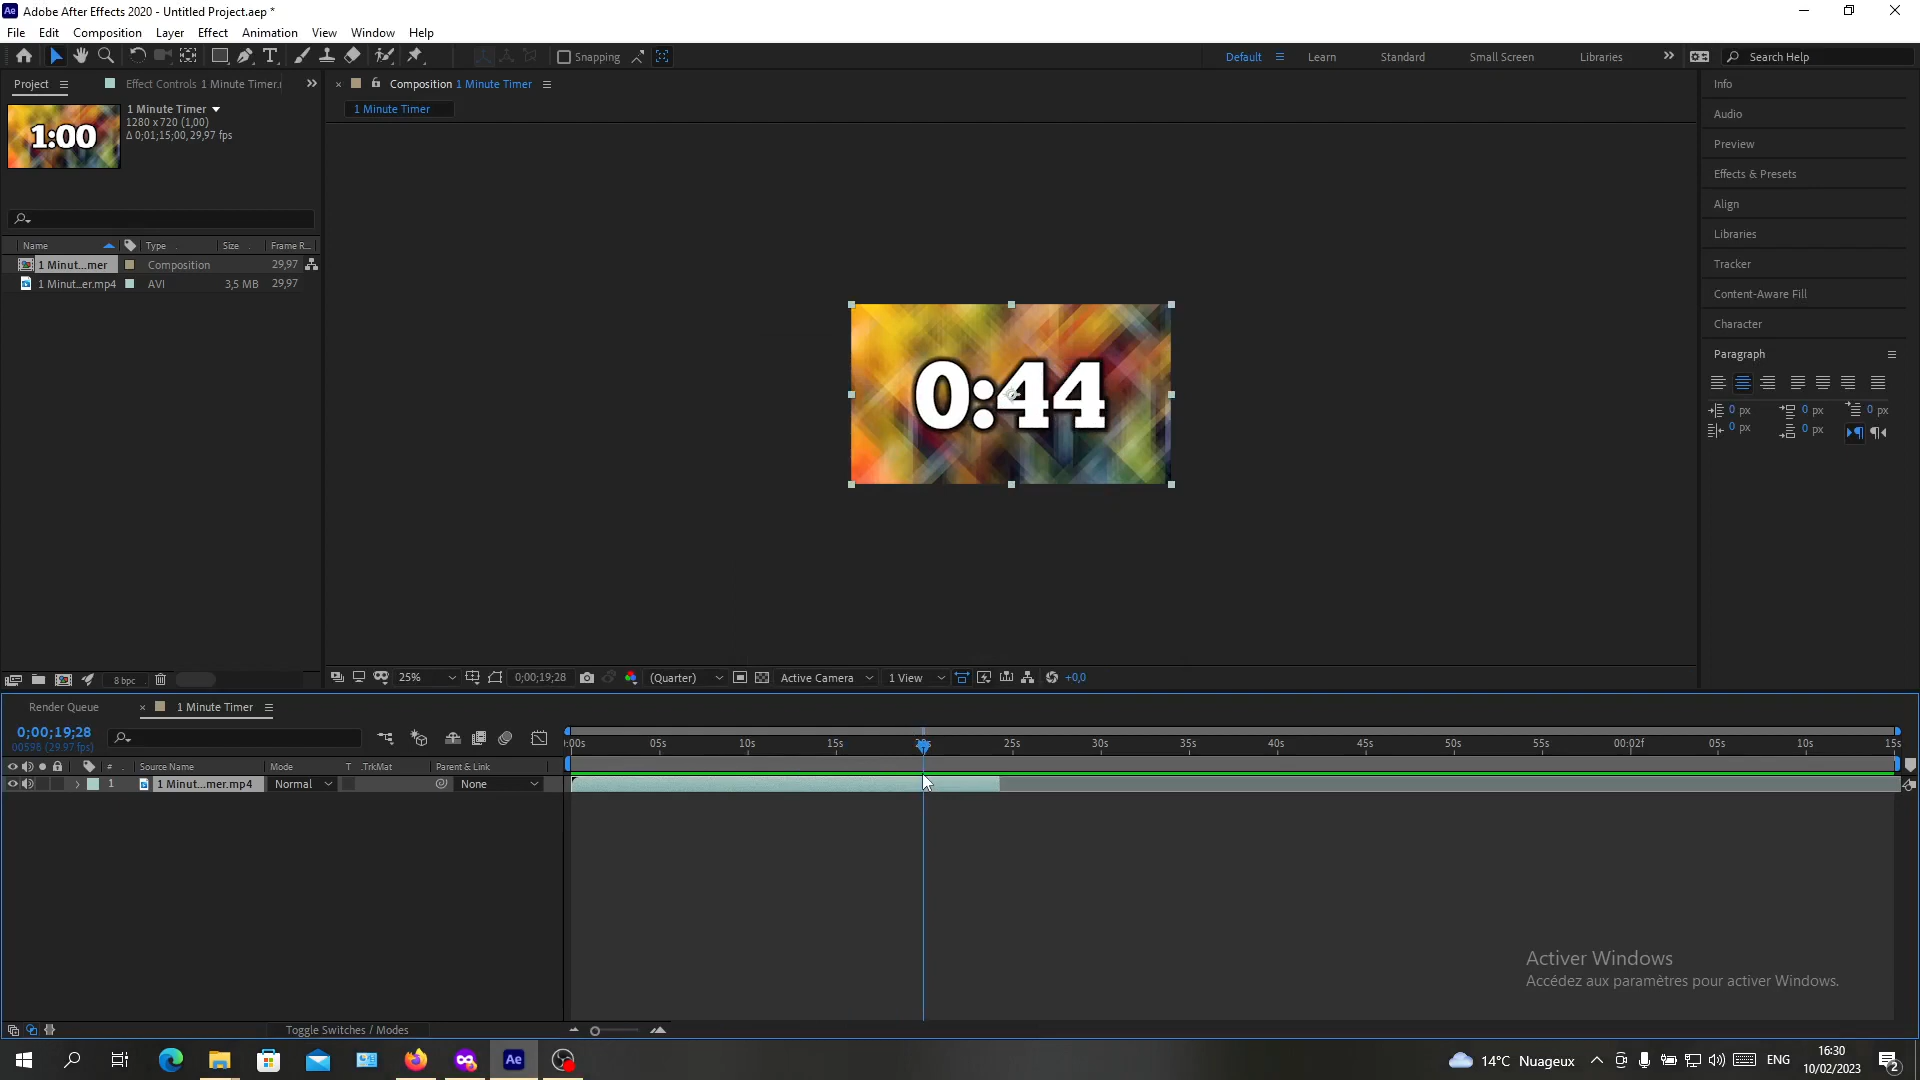 Adobe After Effects 2020 - Untitled Project.aep *
File Edit Composition Layer Effect Animation View Window Help
Snapping
Default Learn Standard Small Screen Libraries Search Help
Project Effect Controls 1 Minute Timer.
Composition 1 Minute Timer
1 Minute Timer
1 Minute Timer
1280 x 720 (1,00)
Δ 0;01;15;00, 29,97 fps
1:00
Name Type Size Frame R...
1 Minut...mer Composition 29,97
1 Minut...er.mp4 AVI 3,5 MB 29,97
0:44
Info
Audio
Preview
Effects & Presets
Align
Libraries
Tracker
Content-Aware Fill
Character
Paragraph
0 px 0 px 0 px
0 px 0 px
8 bpc
25% 0;00;19;28 (Quarter) Active Camera 1 View +0,0
Render Queue 1 Minute Timer
0;00;19;28
00598 (29.97 fps)
:00s 05s 10s 15s 20s 25s 30s 35s 40s 45s 50s 55s 00:02f 05s 10s 15s
# Source Name Mode T .TrkMat Parent & Link
1 1 Minut...mer.mp4 Normal None
Activer Windows
Accédez aux paramètres pour activer Windows.
Toggle Switches / Modes
Ae 14°C Nuageux ENG 16:30
10/02/2023
2